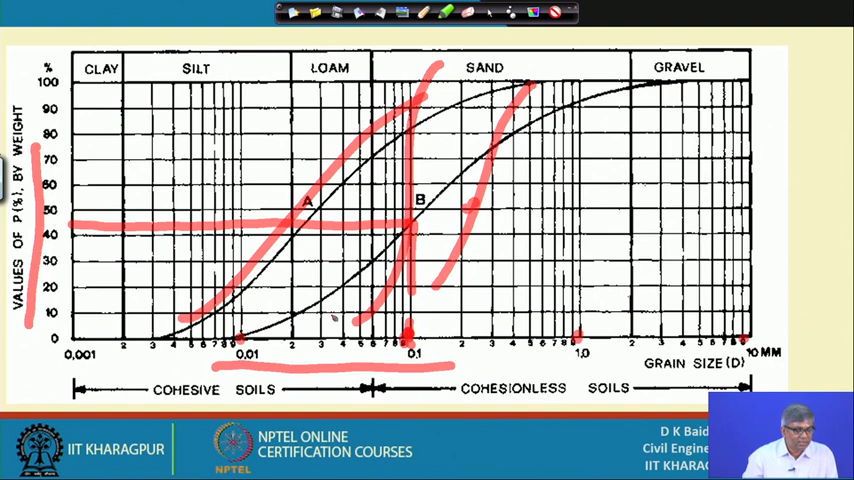 CLAY SILT LOAM SAND GRAVEL
%
100
90
80
70
60
50
40
30
20
10
0
VALUES OF P(%), BY WEIGHT
A
B
2 3 4 5 6 7 8 9 2 3 4 5 6 7 8 9 2 3 4 5 6 7 8 9 2 3 4 5 6 7 8 9
0,001 0,01 0,1 1,0 10 MM
GRAIN SIZE (D)
COHESIVE SOILS COHESIONLESS SOILS
IIT KHARAGPUR
NPTEL
NPTEL ONLINE
CERTIFICATION COURSES
D K
Civil
IIT